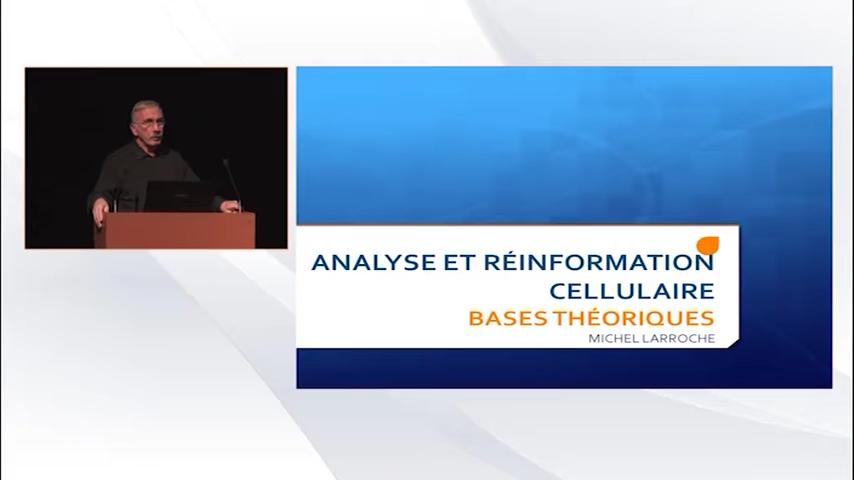 ANALYSE ET RÉINFORMATION
CELLULAIRE
BASES THÉORIQUES
MICHEL LARROCHE